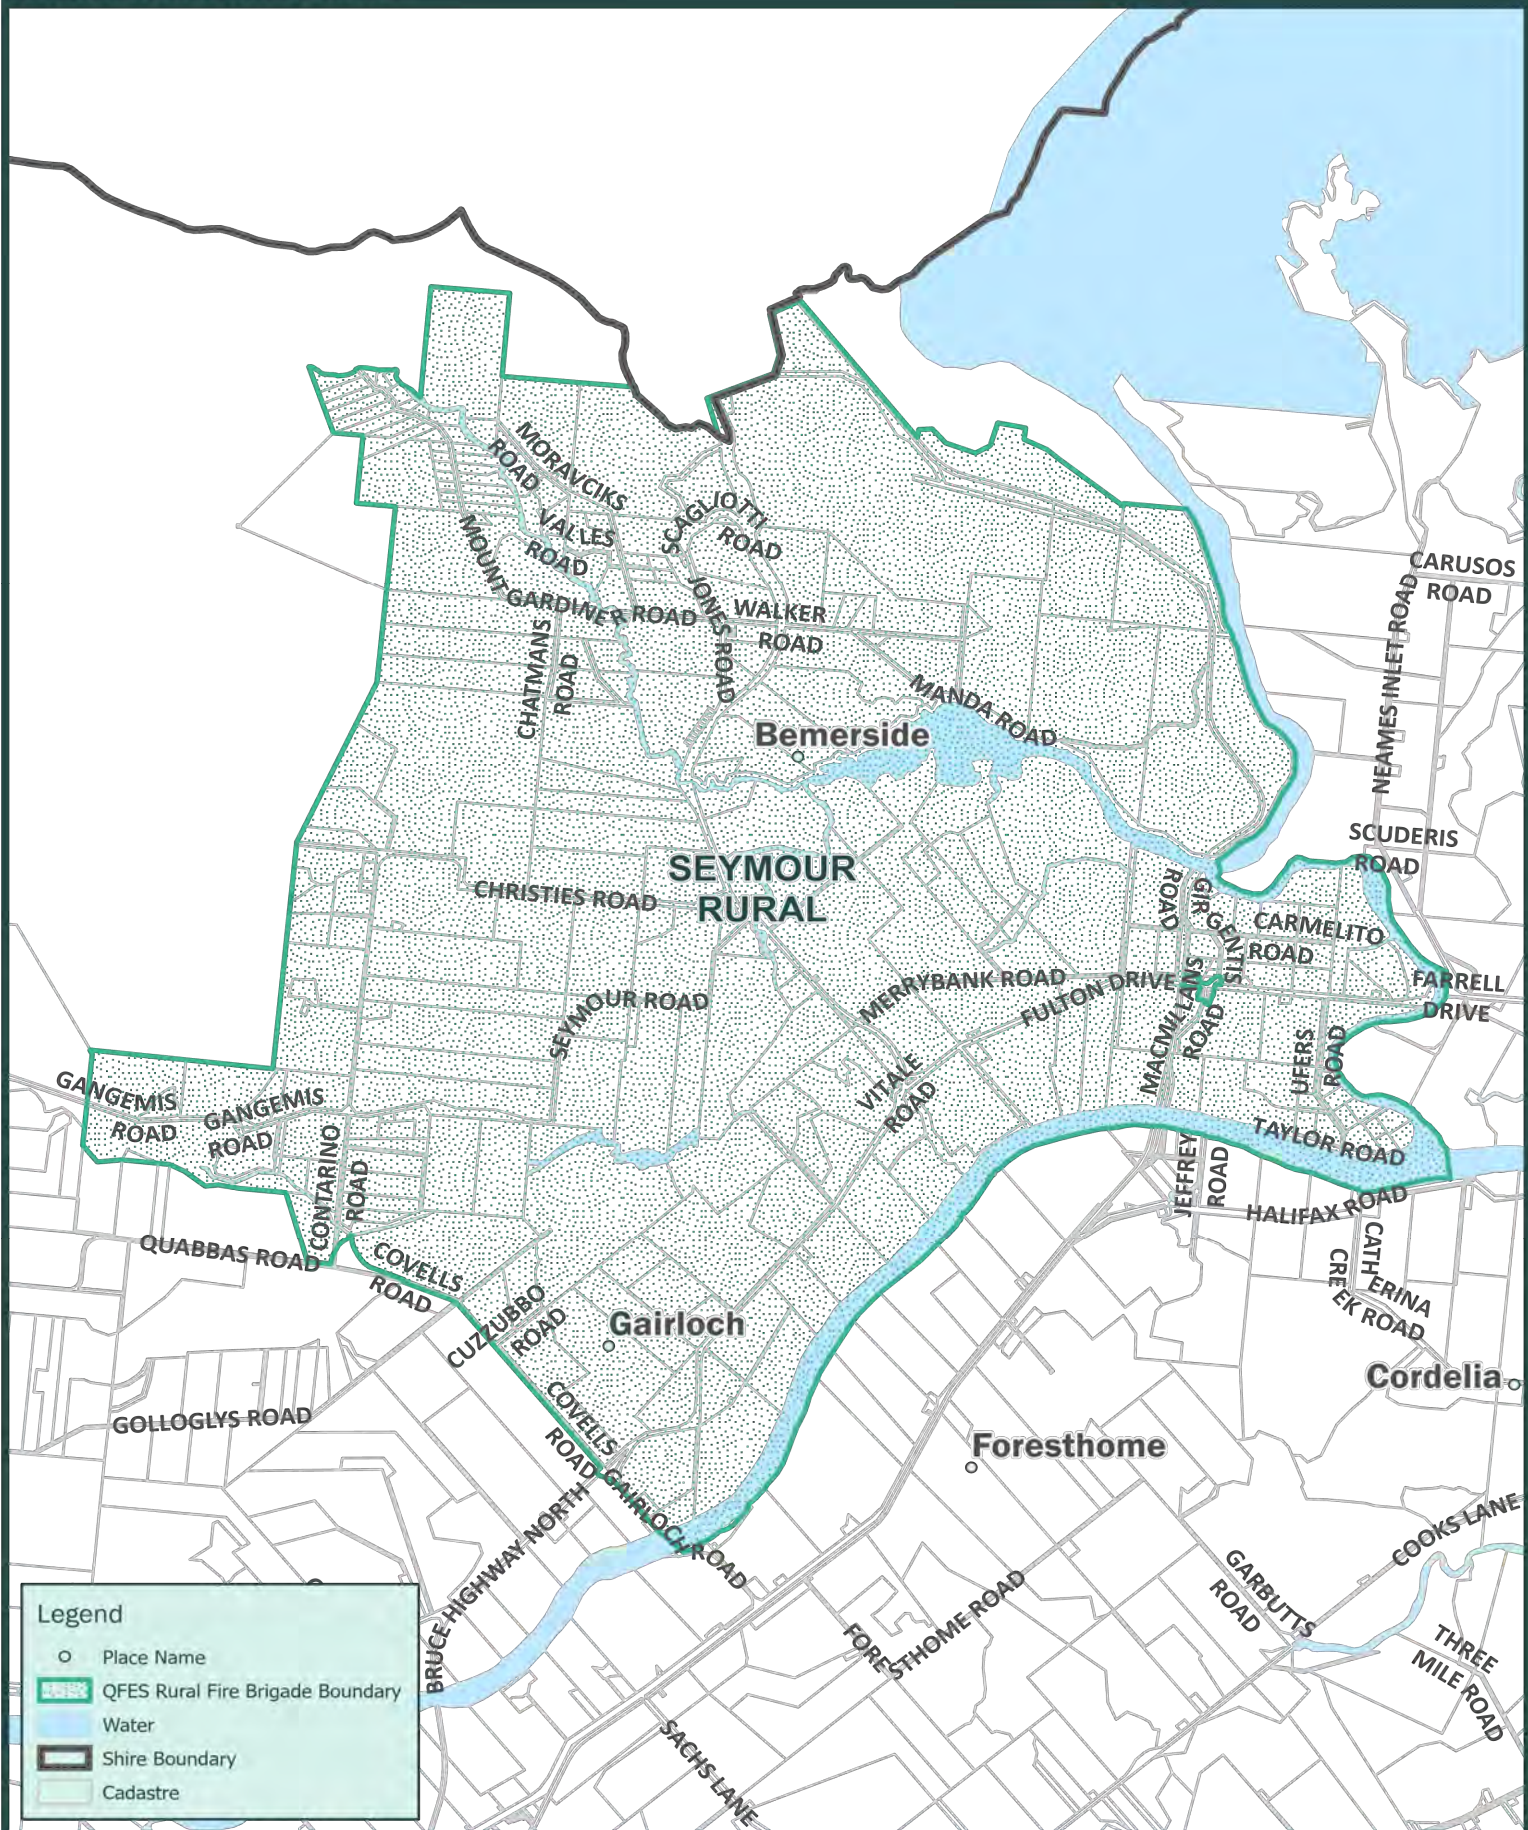 MORAVCIKS
ROAD
SCAGLIOTTI
ROAD
VALLES
ROAD
MOUNT
GARDINER ROAD
CARUSOS
ROAD
JONES ROAD
WALKER
ROAD
CHATMANS
ROAD
NEAMES INLET ROAD
MANDA ROAD
Bemerside
SCUDERIS
ROAD
SEYMOUR
RURAL
CHRISTIES ROAD
ROAD
GIRGENTIS
CARMELITO
ROAD
MERRYBANK ROAD
FULTON DRIVE
FARRELL
DRIVE
SEYMOUR ROAD
MACMILLANS
ROAD
UFERS
ROAD
VITALE
ROAD
GANGEMIS
ROAD
GANGEMIS
ROAD
TAYLOR ROAD
CONTARINO
ROAD
JEFFREY
ROAD
HALIFAX ROAD
QUABBAS ROAD
COVELLS
ROAD
CATHERINA
CREEK ROAD
CUZZUBBO
ROAD
Gairloch
Cordelia
COVELLS
ROAD
GOLLOGLYS ROAD
Foresthome
GAIRLOCH ROAD
BRUCE HIGHWAY NORTH
COOKS LANE
GARBUTTS
ROAD
FORESTHOME ROAD
THREE
MILE ROAD
SACHS LANE
Legend
Place Name
QFES Rural Fire Brigade Boundary
Water
Shire Boundary
Cadastre